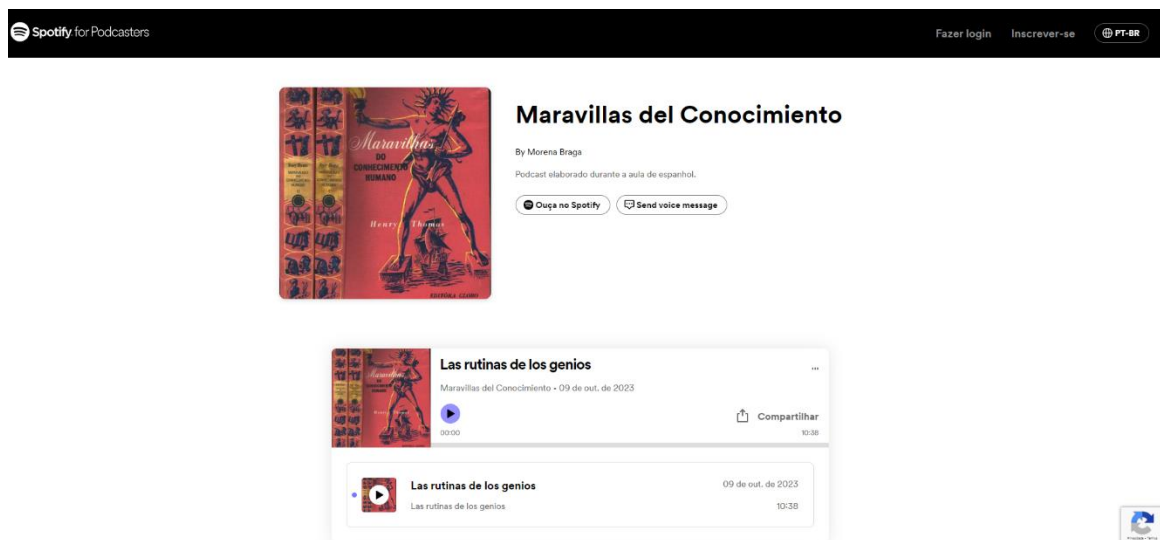 Spotify for Podcasters
Fazer login Inscrever-se PT-BR
Maravilhas
DO
CONHECIMENTO
HUMANO
Henry Thomas
EDITÔRA GLOBO
Maravillas del Conocimiento
By Morena Braga
Podcast elaborado durante a aula de espanhol.
Ouça no Spotify Send voice message
Las rutinas de los genios
...
Maravillas del Conocimiento • 09 de out. de 2023
Compartilhar
00:00 10:38
Las rutinas de los genios 09 de out. de 2023
Las rutinas de los genios 10:38